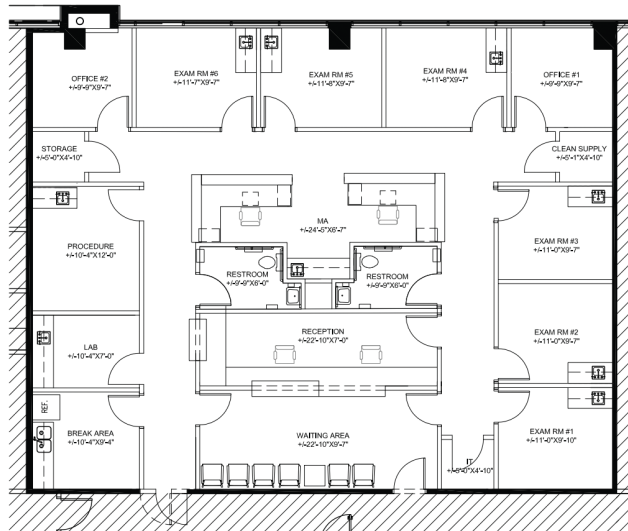 OFFICE #2
+/-9'-9"X9'-7"
EXAM RM #6
+/-11'-7"X9'-7"
EXAM RM #5
+/-11'-8"X9'-7"
EXAM RM #4
+/-11'-8"X9'-7"
OFFICE #1
+/-9'-9"X9'-7"
STORAGE
+/-5'-0"X4'-10"
CLEAN SUPPLY
+/-5'-1"X4'-10"
MA
+/-24'-5"X6'-7"
PROCEDURE
+/-10'-4"X12'-0"
EXAM RM #3
+/-11'-0"X9'-7"
RESTROOM
+/-9'-9"X6'-0"
RESTROOM
+/-9'-9"X6'-0"
RECEPTION
+/-22'-10"X7'-0"
EXAM RM #2
+/-11'-0"X9'-7"
LAB
+/-10'-4"X7'-0"
REF.
BREAK AREA
+/-10'-4"X9'-4"
WAITING AREA
+/-22'-10"X9'-7"
IT
+/-5'-0"X4'-10"
EXAM RM #1
+/-11'-0"X9'-10"